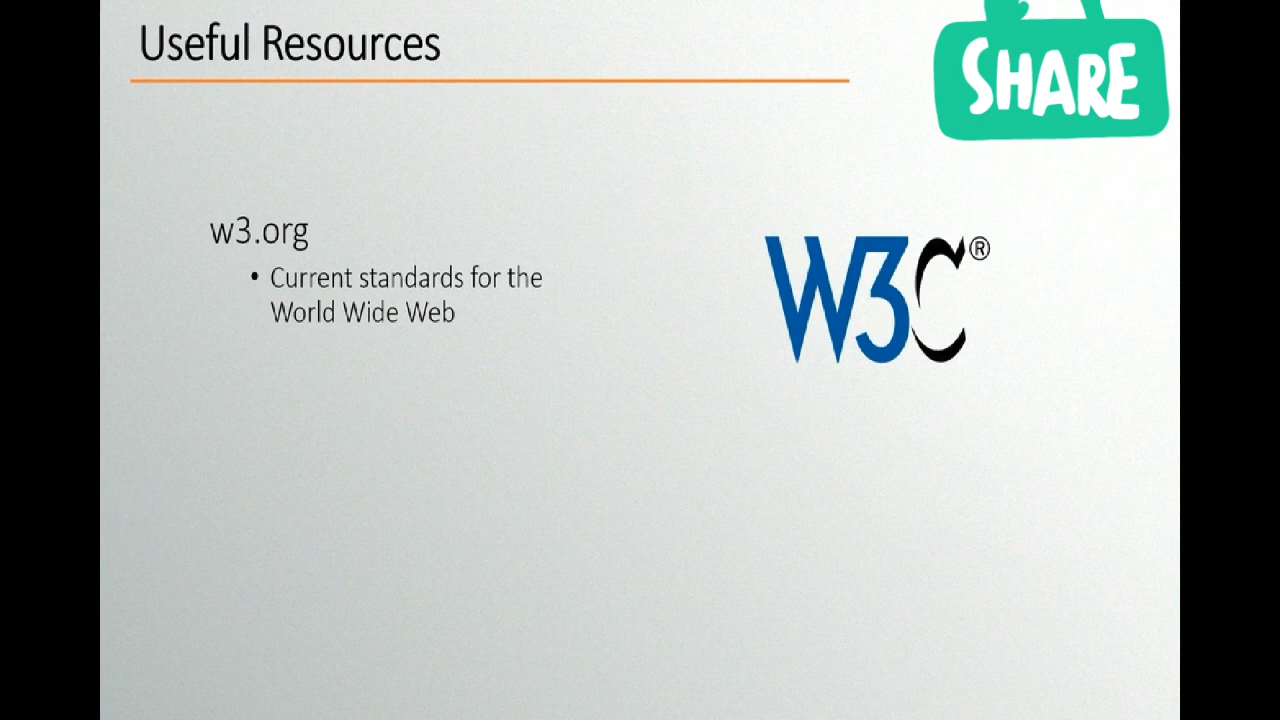 Useful Resources
SHARE
w3.org
• Current standards for the
World Wide Web
W3C®